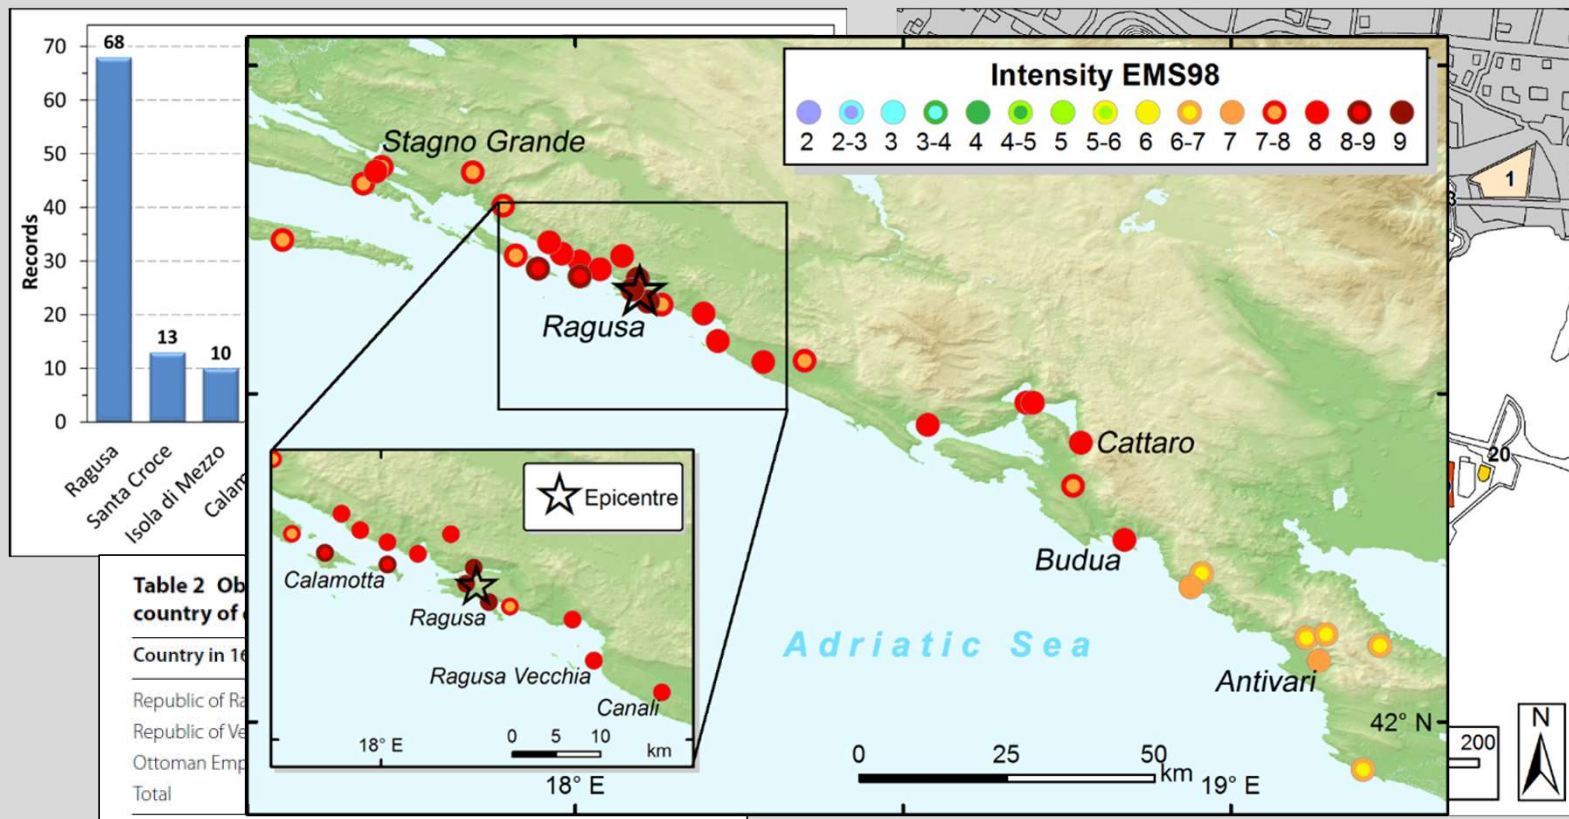 70
68
60
50
40
30
20
13
10
10
0
Records
Ragusa
Santa Croce
Isola di Mezzo
Calam
Table 2 Ob
country of
Country in 16
Republic of Ra
Republic of Ve
Ottoman Emp
Total
Intensity EMS98
2 2-3 3 3-4 4 4-5 5 5-6 6 6-7 7 7-8 8 8-9 9
Stagno Grande
Ragusa
Cattaro
Budua
Antivari
Adriatic Sea
42° N
0 25 50 km
18° E 19° E
Epicentre
Calamotta
Ragusa
Ragusa Vecchia
Canali
18° E
0 5 10
km
1
20
200
N